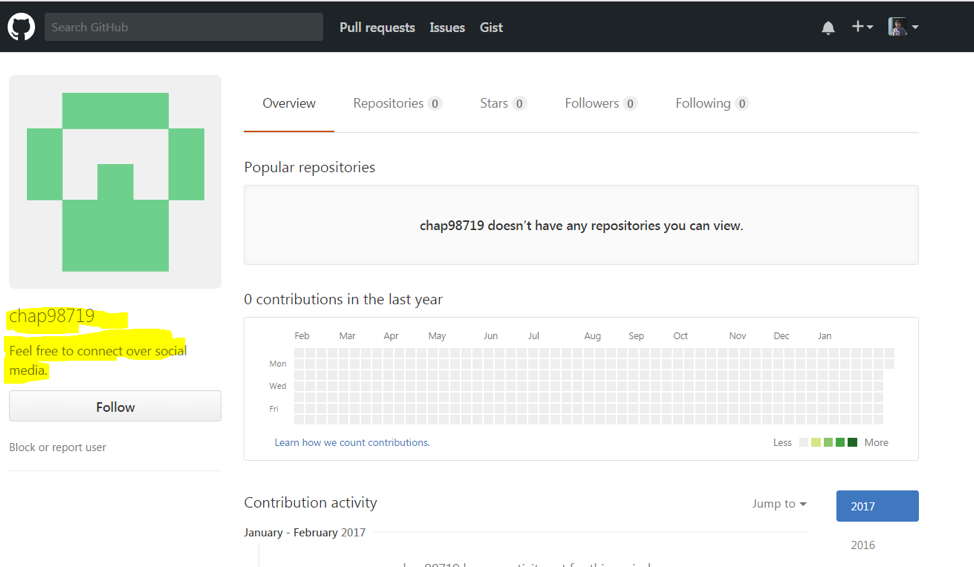 Search GitHub Pull requests Issues Gist
Overview Repositories 0 Stars 0 Followers 0 Following 0
Popular repositories
chap98719 doesn't have any repositories you can view.
chap98719
Feel free to connect over social
media.
Follow
Block or report user
0 contributions in the last year
Feb Mar Apr May Jun Jul Aug Sep Oct Nov Dec Jan
Mon
Wed
Fri
Learn how we count contributions. Less More
Contribution activity Jump to 2017
January - February 2017
2016